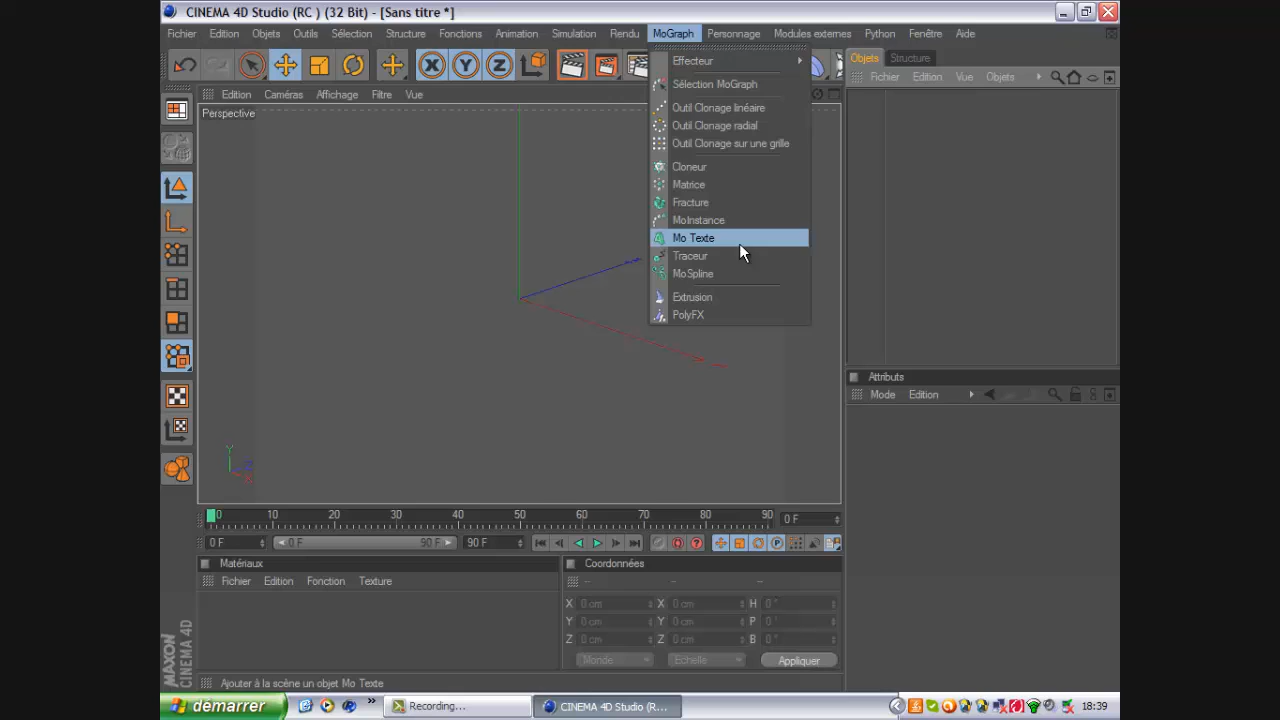 CINEMA 4D Studio (RC ) (32 Bit) - [Sans titre *]
Fichier Edition Objets Outils Sélection Structure Fonctions Animation Simulation Rendu MoGraph Personnage Modules externes Python Fenêtre Aide
X Y Z
Objets Structure
Fichier Edition Vue Objets
Edition Caméras Affichage Filtre Vue
Perspective
Effecteur
Sélection MoGraph
Outil Clonage linéaire
Outil Clonage radial
Outil Clonage sur une grille
Cloneur
Matrice
Fracture
MoInstance
Mo Texte
Traceur
MoSpline
Extrusion
PolyFX
Attributs
Mode Edition
Y
Z
X
0 10 20 30 40 50 60 70 80 90 0 F
0 F 0 F 90 F 90 F
Matériaux
Fichier Edition Fonction Texture
Coordonnées
-- -- --
X 0 cm X 0 cm H 0 °
Y 0 cm Y 0 cm P 0 °
Z 0 cm Z 0 cm B 0 °
Monde Echelle Appliquer
MAXON
CINEMA 4D
Ajouter à la scène un objet Mo Texte
démarrer Recording... CINEMA 4D Studio (R... 18:39